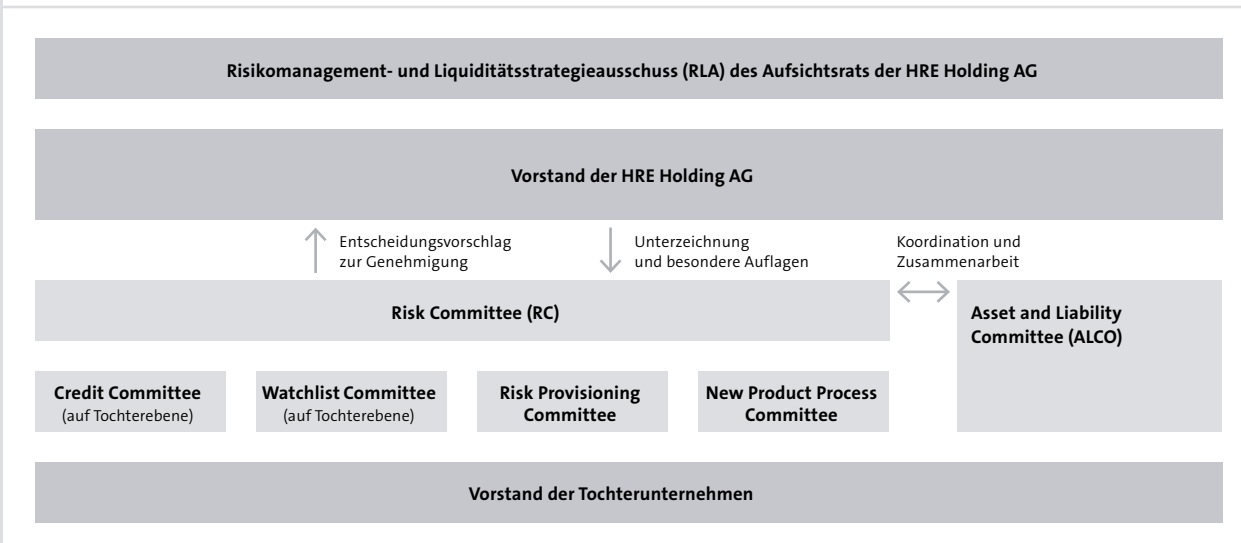 Risikomanagement- und Liquiditätsstrategieausschuss (RLA) des Aufsichtsrats der HRE Holding AG
Vorstand der HRE Holding AG
Entscheidungsvorschlag
zur Genehmigung
Unterzeichnung
und besondere Auflagen
Koordination und
Zusammenarbeit
Risk Committee (RC)
Asset and Liability
Committee (ALCO)
Credit Committee
(auf Tochterebene)
Watchlist Committee
(auf Tochterebene)
Risk Provisioning
Committee
New Product Process
Committee
Vorstand der Tochterunternehmen